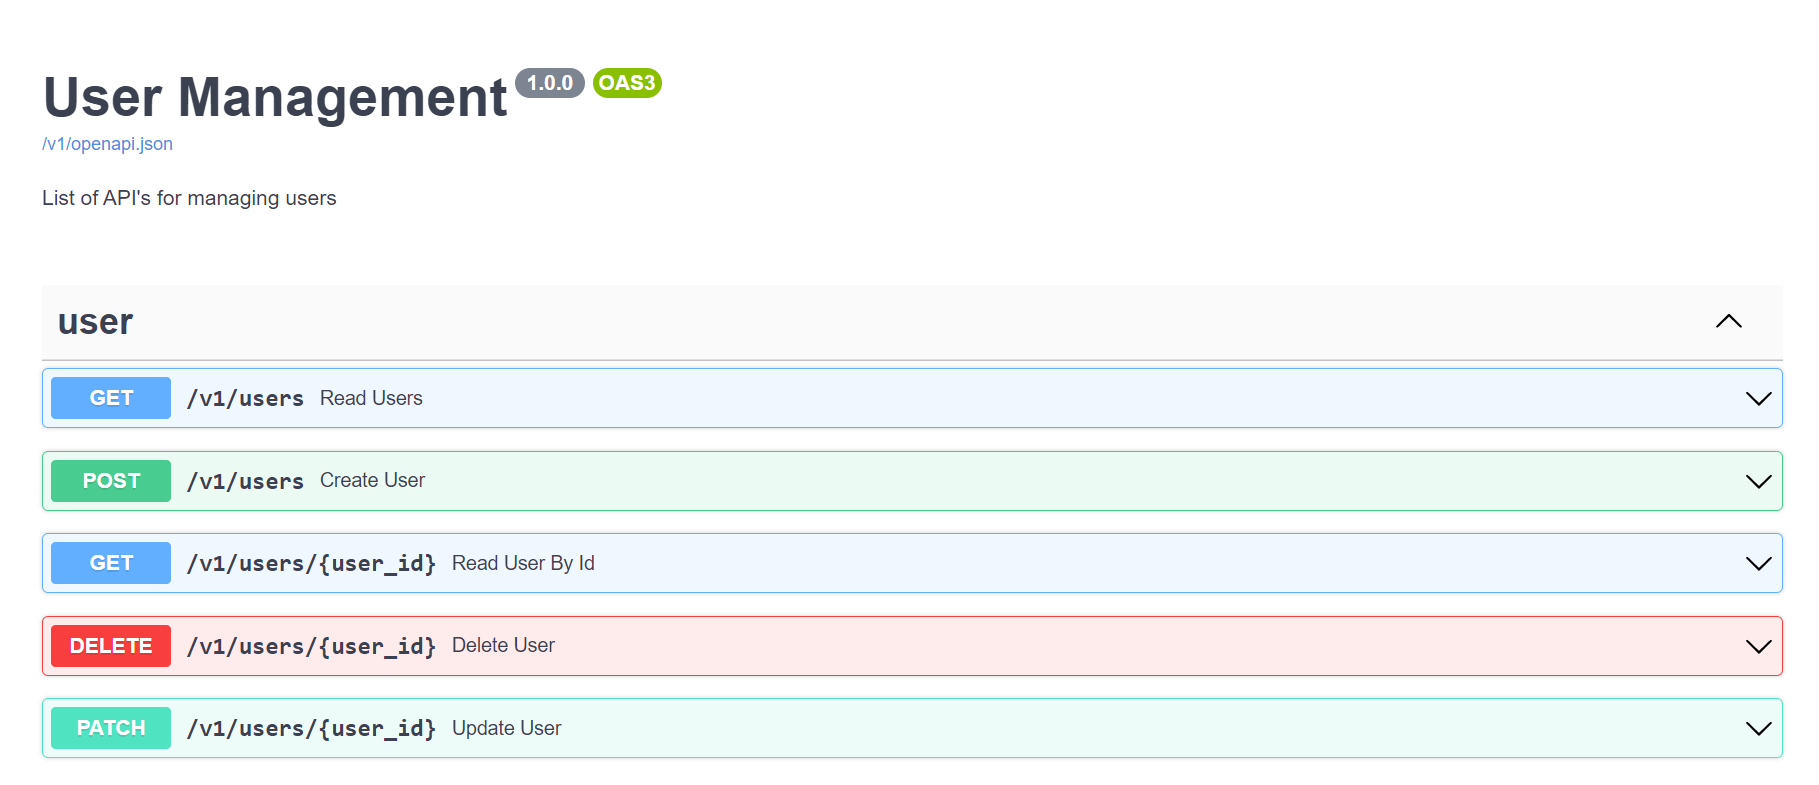 User Management 1.0.0 OAS3
/v1/openapi.json
List of API's for managing users
user
GET /v1/users Read Users
POST /v1/users Create User
GET /v1/users/{user_id} Read User By Id
DELETE /v1/users/{user_id} Delete User
PATCH /v1/users/{user_id} Update User